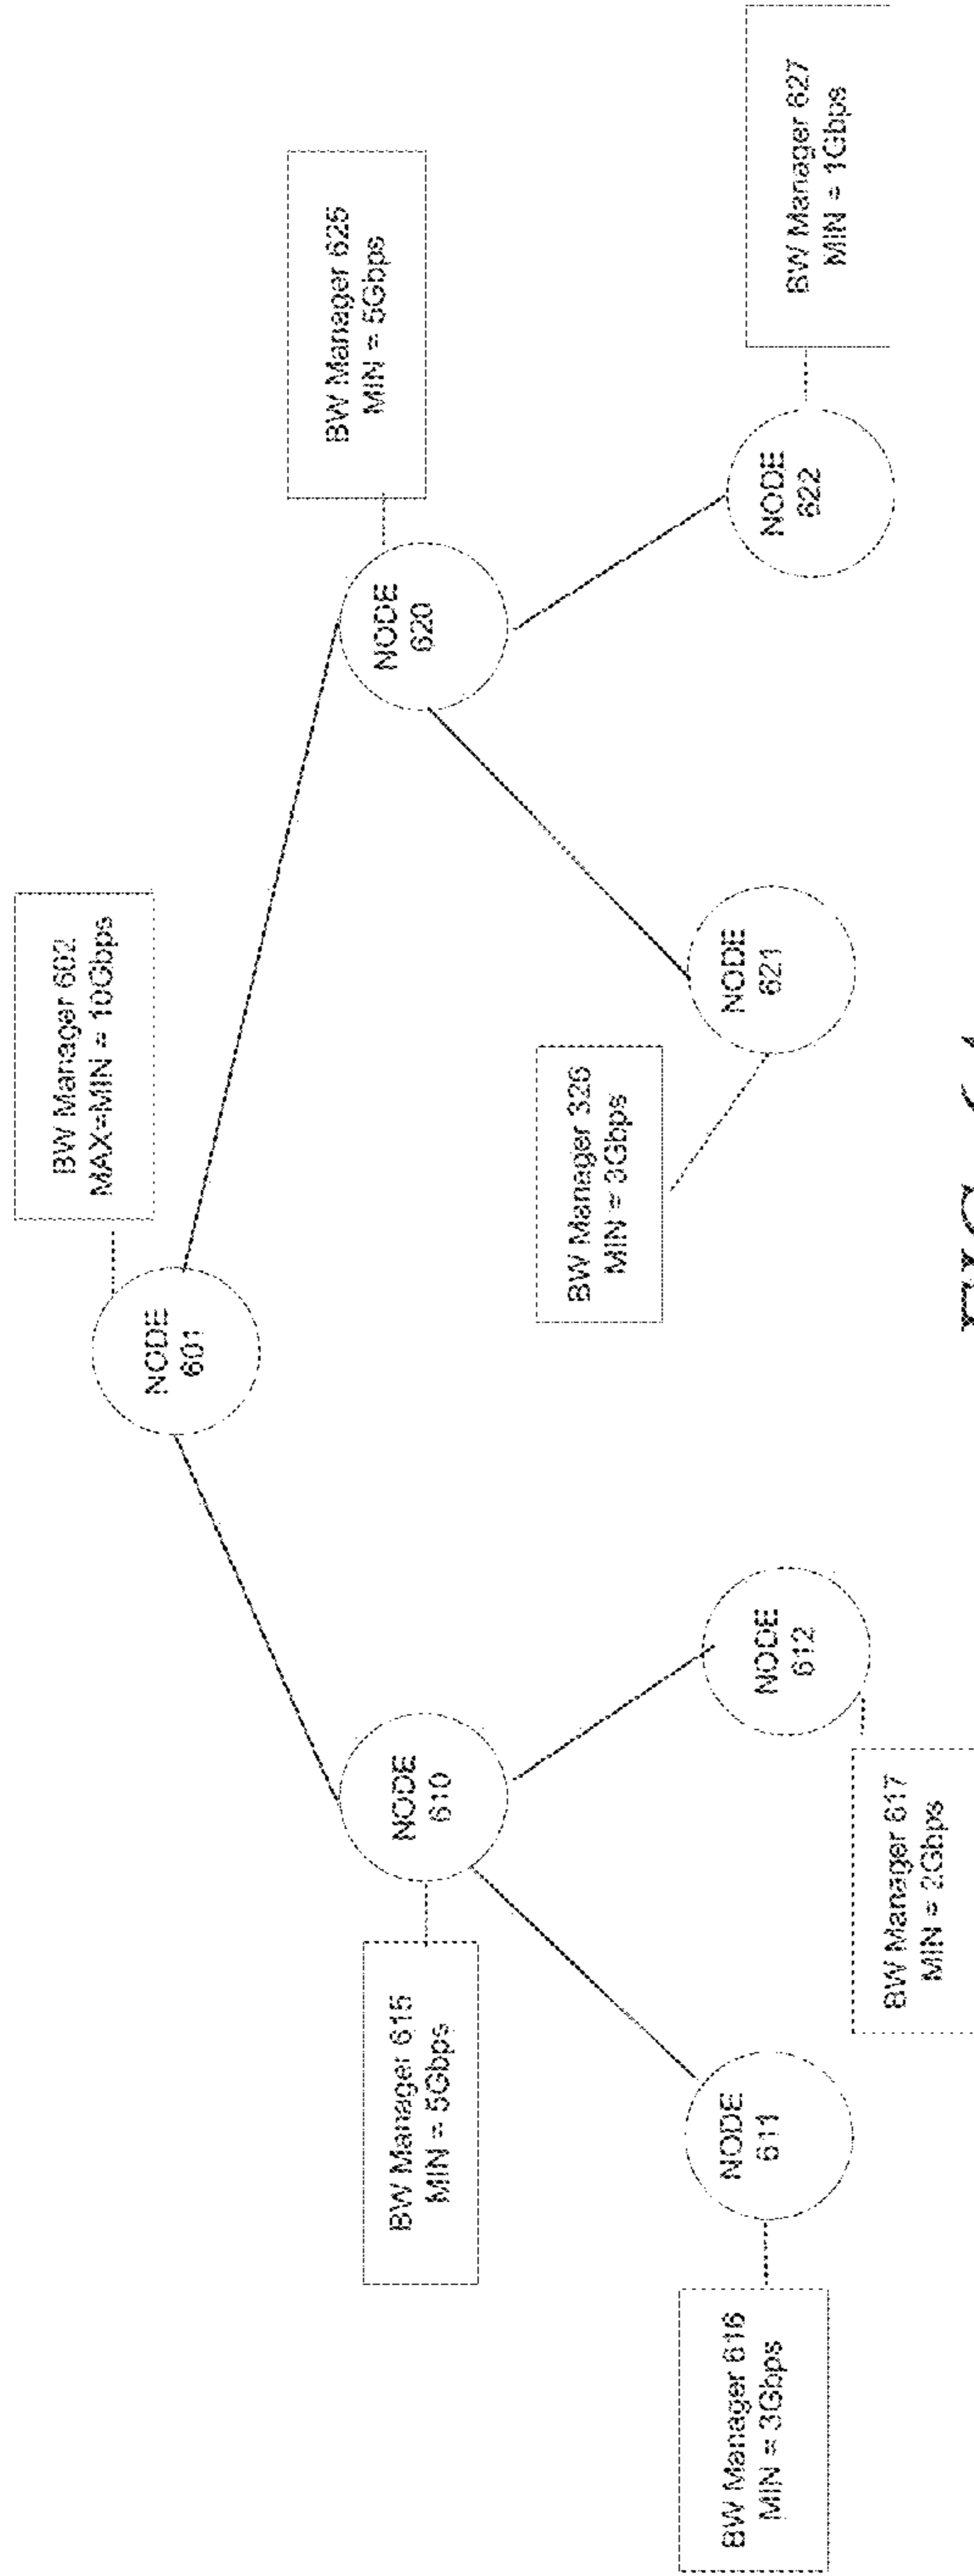 BW Manager 602
MAX=MIN = 10Gbps
NODE
601
BW Manager 615
MIN = 5Gbps
NODE
610
NODE
620
BW Manager 625
MIN = 5Gbps
BW Manager 616
MIN = 3Gbps
NODE
611
NODE
612
BW Manager 617
MIN = 2Gbps
BW Manager 326
MIN = 3Gbps
NODE
621
NODE
622
BW Manager 627
MIN = 1Gbps